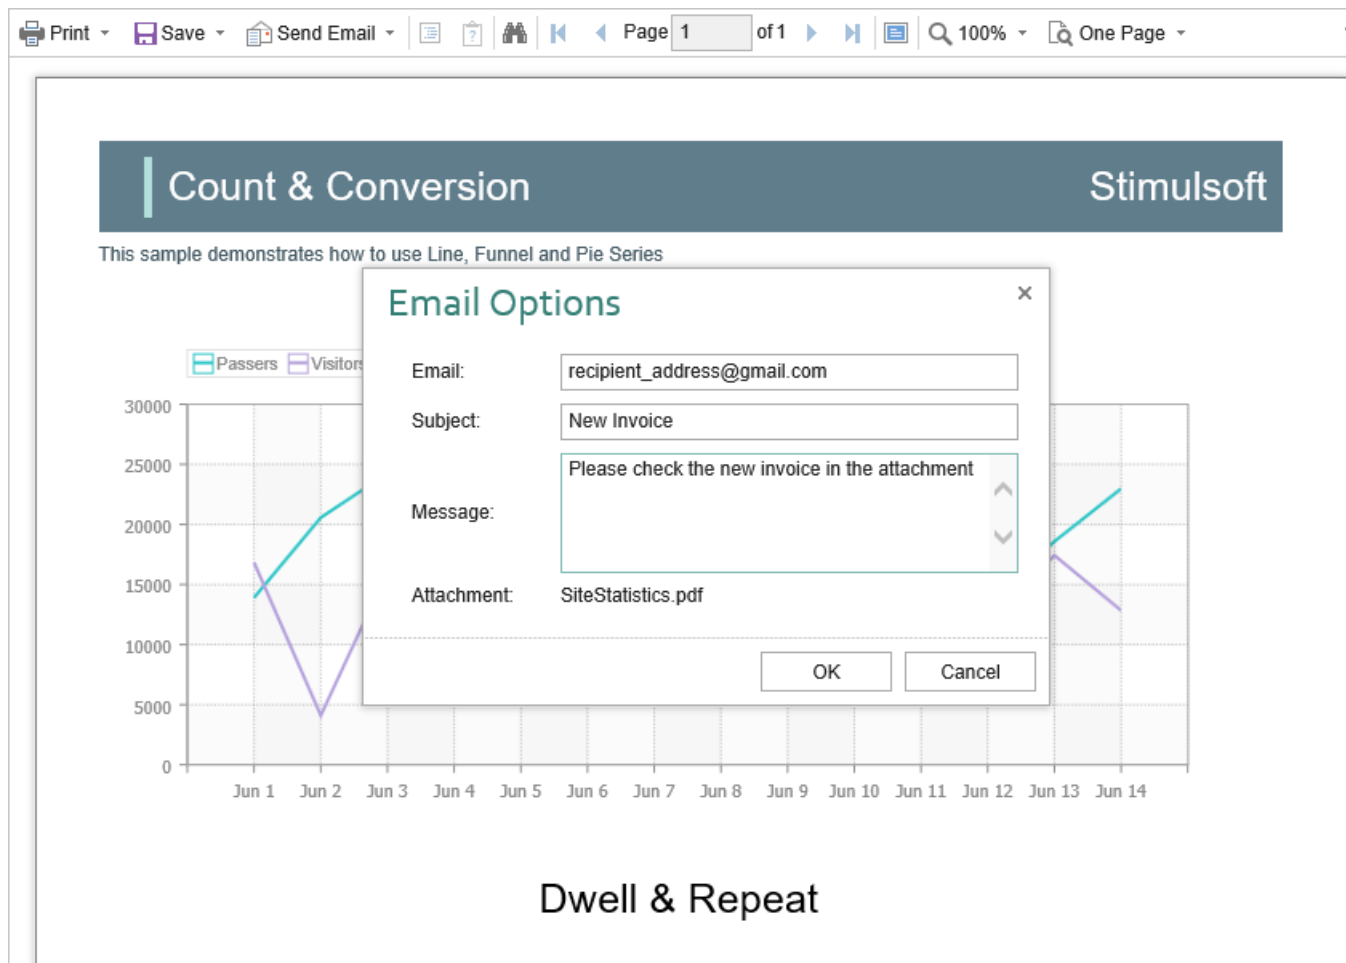 Print Save Send Email Page 1 of 1 100% One Page
Count & Conversion Stimulsoft
This sample demonstrates how to use Line, Funnel and Pie Series
Email Options
Passers Visitors
Email: recipient_address@gmail.com
Subject: New Invoice
Message: Please check the new invoice in the attachment
Attachment: SiteStatistics.pdf
OK Cancel
30000
25000
20000
15000
10000
5000
0
Jun 1 Jun 2 Jun 3 Jun 4 Jun 5 Jun 6 Jun 7 Jun 8 Jun 9 Jun 10 Jun 11 Jun 12 Jun 13 Jun 14
Dwell & Repeat